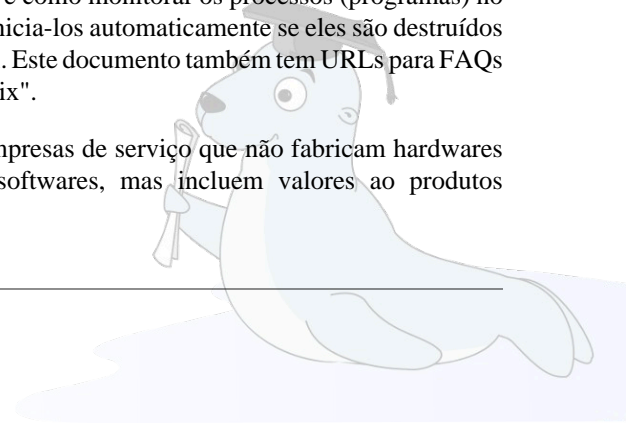 e como monitorar os processos (programas) no
nicia-los automaticamente se eles são destruídos
. Este documento também tem URLs para FAQs
ix".
mpresas de serviço que não fabricam hardwares
softwares, mas incluem valores ao produtos